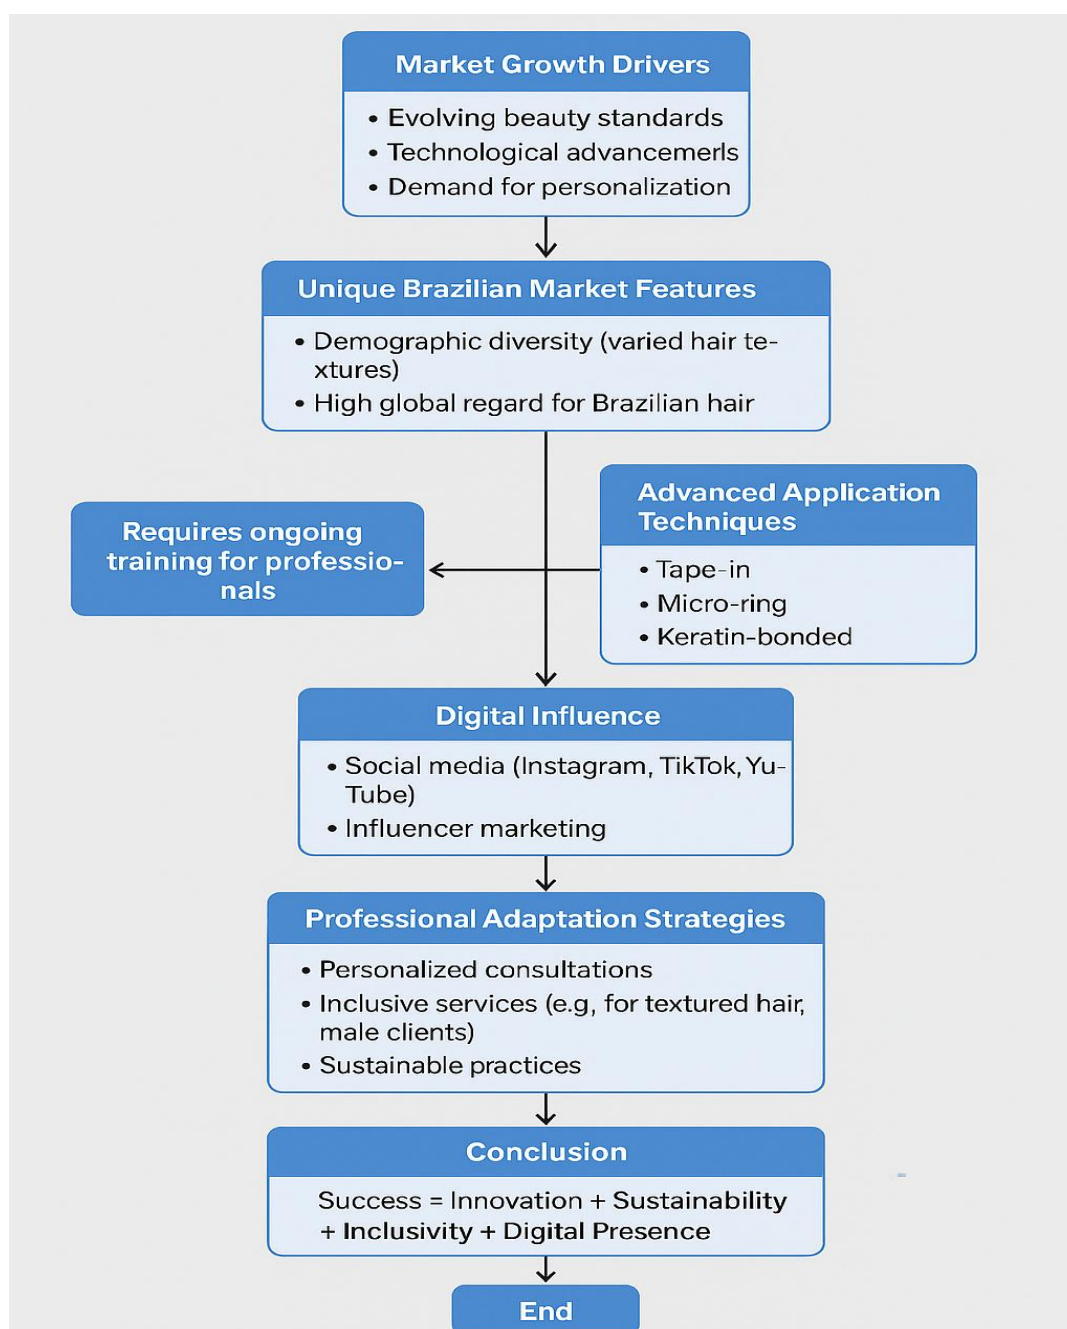 Market Growth Drivers
• Evolving beauty standards
• Technological advancemerls
• Demand for personalization
Unique Brazilian Market Features
• Demographic diversity (varied hair te-
xtures)
• High global regard for Brazilian hair
Requires ongoing
training for professio-
nals
Advanced Application
Techniques
• Tape-in
• Micro-ring
• Keratin-bonded
Digital Influence
• Social media (Instagram, TikTok, Yu-
Tube)
• Influencer marketing
Professional Adaptation Strategies
• Personalized consultations
• Inclusive services (e.g, for textured hair,
male clients)
• Sustainable practices
Conclusion
Success = Innovation + Sustainability
+ Inclusivity + Digital Presence
End